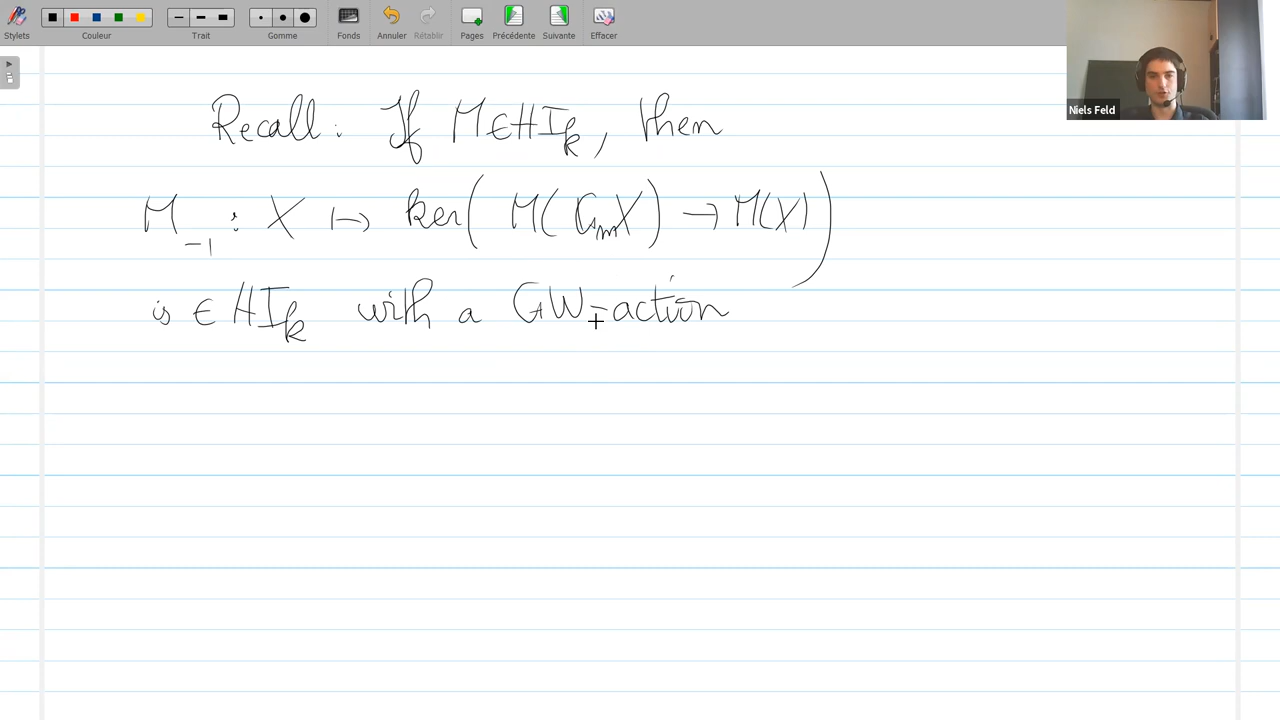 Stylets
Couleur
Trait
Gomme
Fonds
Annuler
Rétablir
Pages
Précédente
Suivante
Effacer
Niels Feld
Recall: If M ∈ HI_k, then
M_{-1} : X ↦ ker( M( G_m X) → M(X) )
is ∈ HI_k with a GW-action